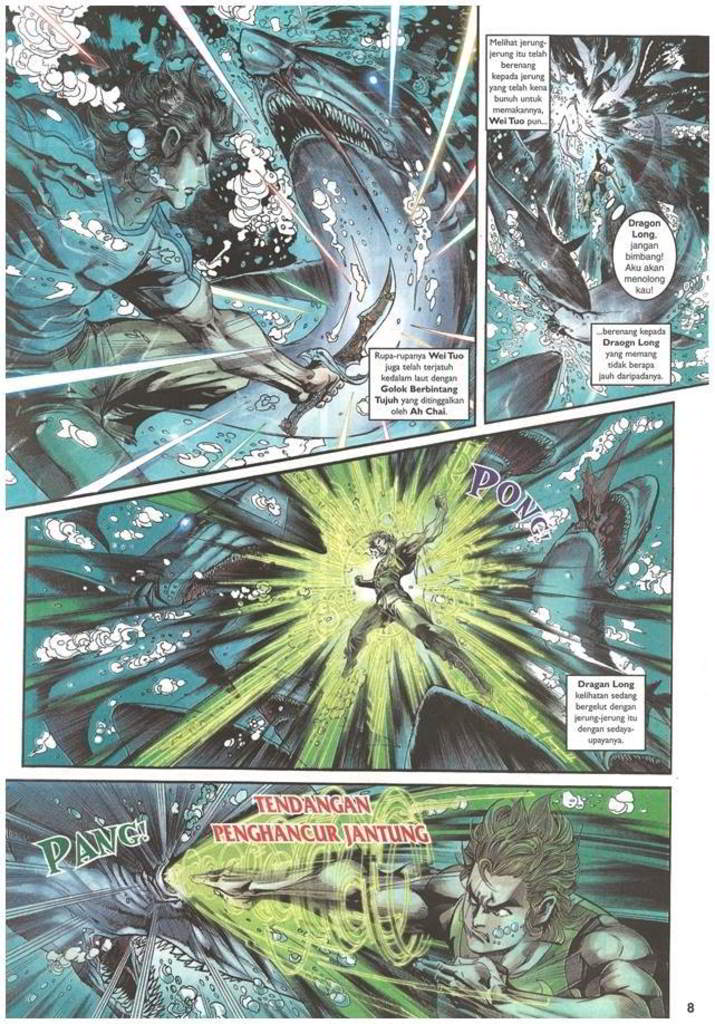 Rupa-rupanya Wei Tuo
juga telah terjatuh
kedalam laut dengan
Golok Berbintang
Tujuh yang ditinggalkan
oleh Ah Chai.
Melihat jerung-
jerung itu telah
berenang
kepada jerung
yang telah kena
bunuh untuk
memakannya,
Wei Tuo pun...
Dragon
Long,
jangan
bimbang!
Aku akan
menolong
kau!
...berenang kepada
Draogn Long
yang memang
tidak berapa
jauh daripadanya.
PONG!
Dragan Long
kelihatan sedang
bergelut dengan
jerung-jerung itu
dengan sedaya-
upayanya.
PANG!!
TENDANGAN
PENGHANCUR JANTUNG
8